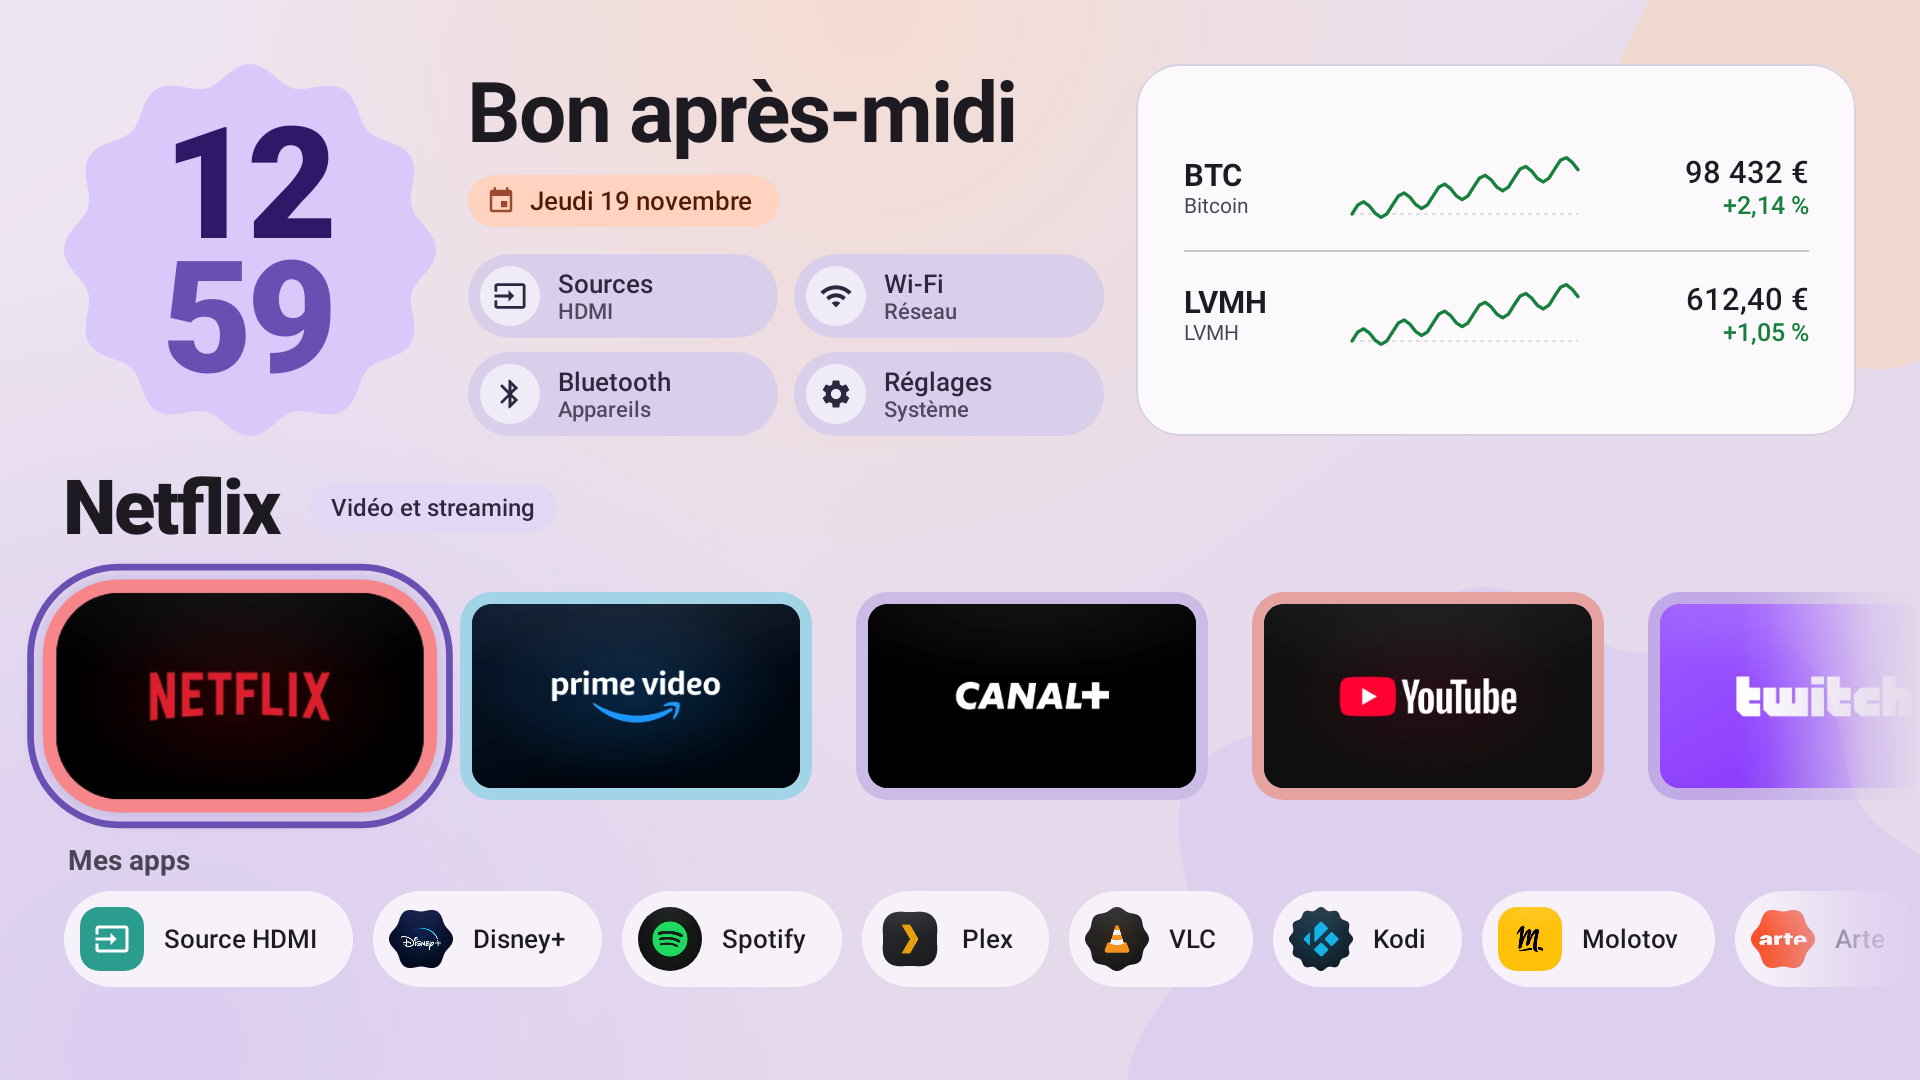 12
59
Bon après-midi
Jeudi 19 novembre
Sources
HDMI
Wi-Fi
Réseau
Bluetooth
Appareils
Réglages
Système
BTC
Bitcoin
98 432 €
+2,14 %
LVMH
LVMH
612,40 €
+1,05 %
Netflix
Vidéo et streaming
NETFLIX
prime video
CANAL+
YouTube
twitch
Mes apps
Source HDMI
Disney+
Disney+
Spotify
Plex
VLC
Kodi
M
Molotov
arte
Arte